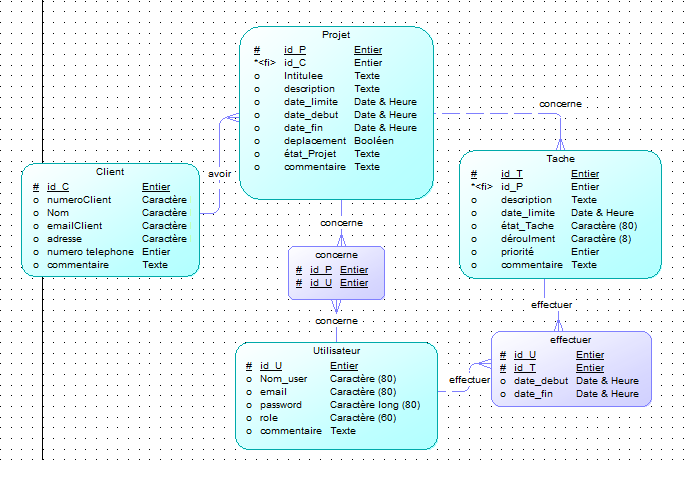 Projet
# id_P Entier
*<fi> id_C Entier
o Intitulee Texte
o description Texte
o date_limite Date & Heure
o date_debut Date & Heure
o date_fin Date & Heure
o deplacement Booléen
o état_Projet Texte
o commentaire Texte
concerne
Client
# id_C Entier
o numeroClient Caractère
o Nom Caractère
o emailClient Caractère
o adresse Caractère
o numero telephone Entier
o commentaire Texte
avoir
Tache
# id_T Entier
*<fi> id_P Entier
o description Texte
o date_limite Date & Heure
o état_Tache Caractère (80)
o déroulment Caractère (8)
o priorité Entier
o commentaire Texte
concerne
concerne
# id_P Entier
# id_U Entier
concerne
effectuer
effectuer
# id_U Entier
# id_T Entier
o date_debut Date & Heure
o date_fin Date & Heure
effectuer
Utilisateur
# id_U Entier
o Nom_user Caractère (80)
o email Caractère (80)
o password Caractère long (80)
o role Caractère (60)
o commentaire Texte